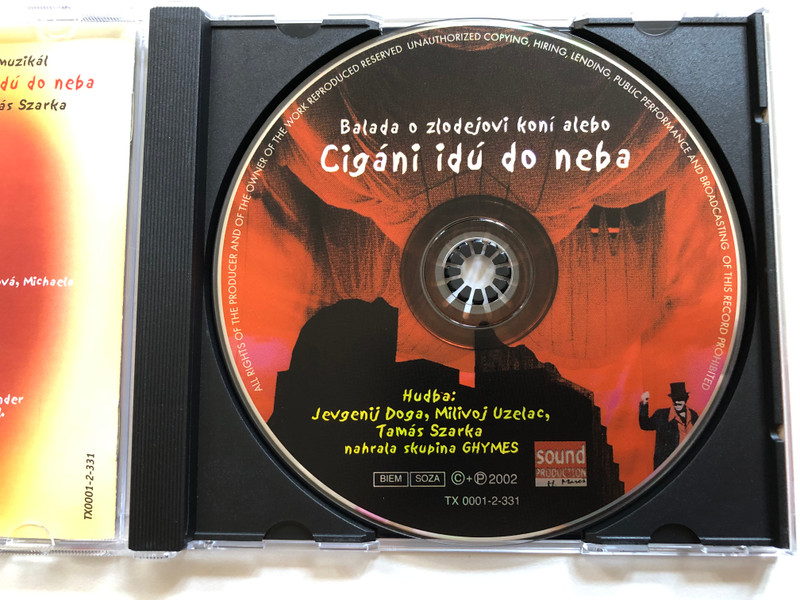 muzikál
idú do neba
ás Szarka
ová, Michaela
nder
TX0001-2-331
ALL RIGHTS OF THE PRODUCER AND OF THE OWNER OF THE WORK REPRODUCED RESERVED UNAUTHORIZED COPYING, HIRING, LENDING, PUBLIC PERFORMANCE AND BROADCASTING OF THIS RECORD PROHIBITED
Balada o zlodejovi koní alebo
Cigáni idú do neba
Hudba:
Jevgenij Doga, Milivoj Uzelac,
Tamás Szarka
nahrala skupina GHYMES
sound
PRODUCTION
BIEM SOZA ©+Ⓟ 2002
TX 0001-2-331